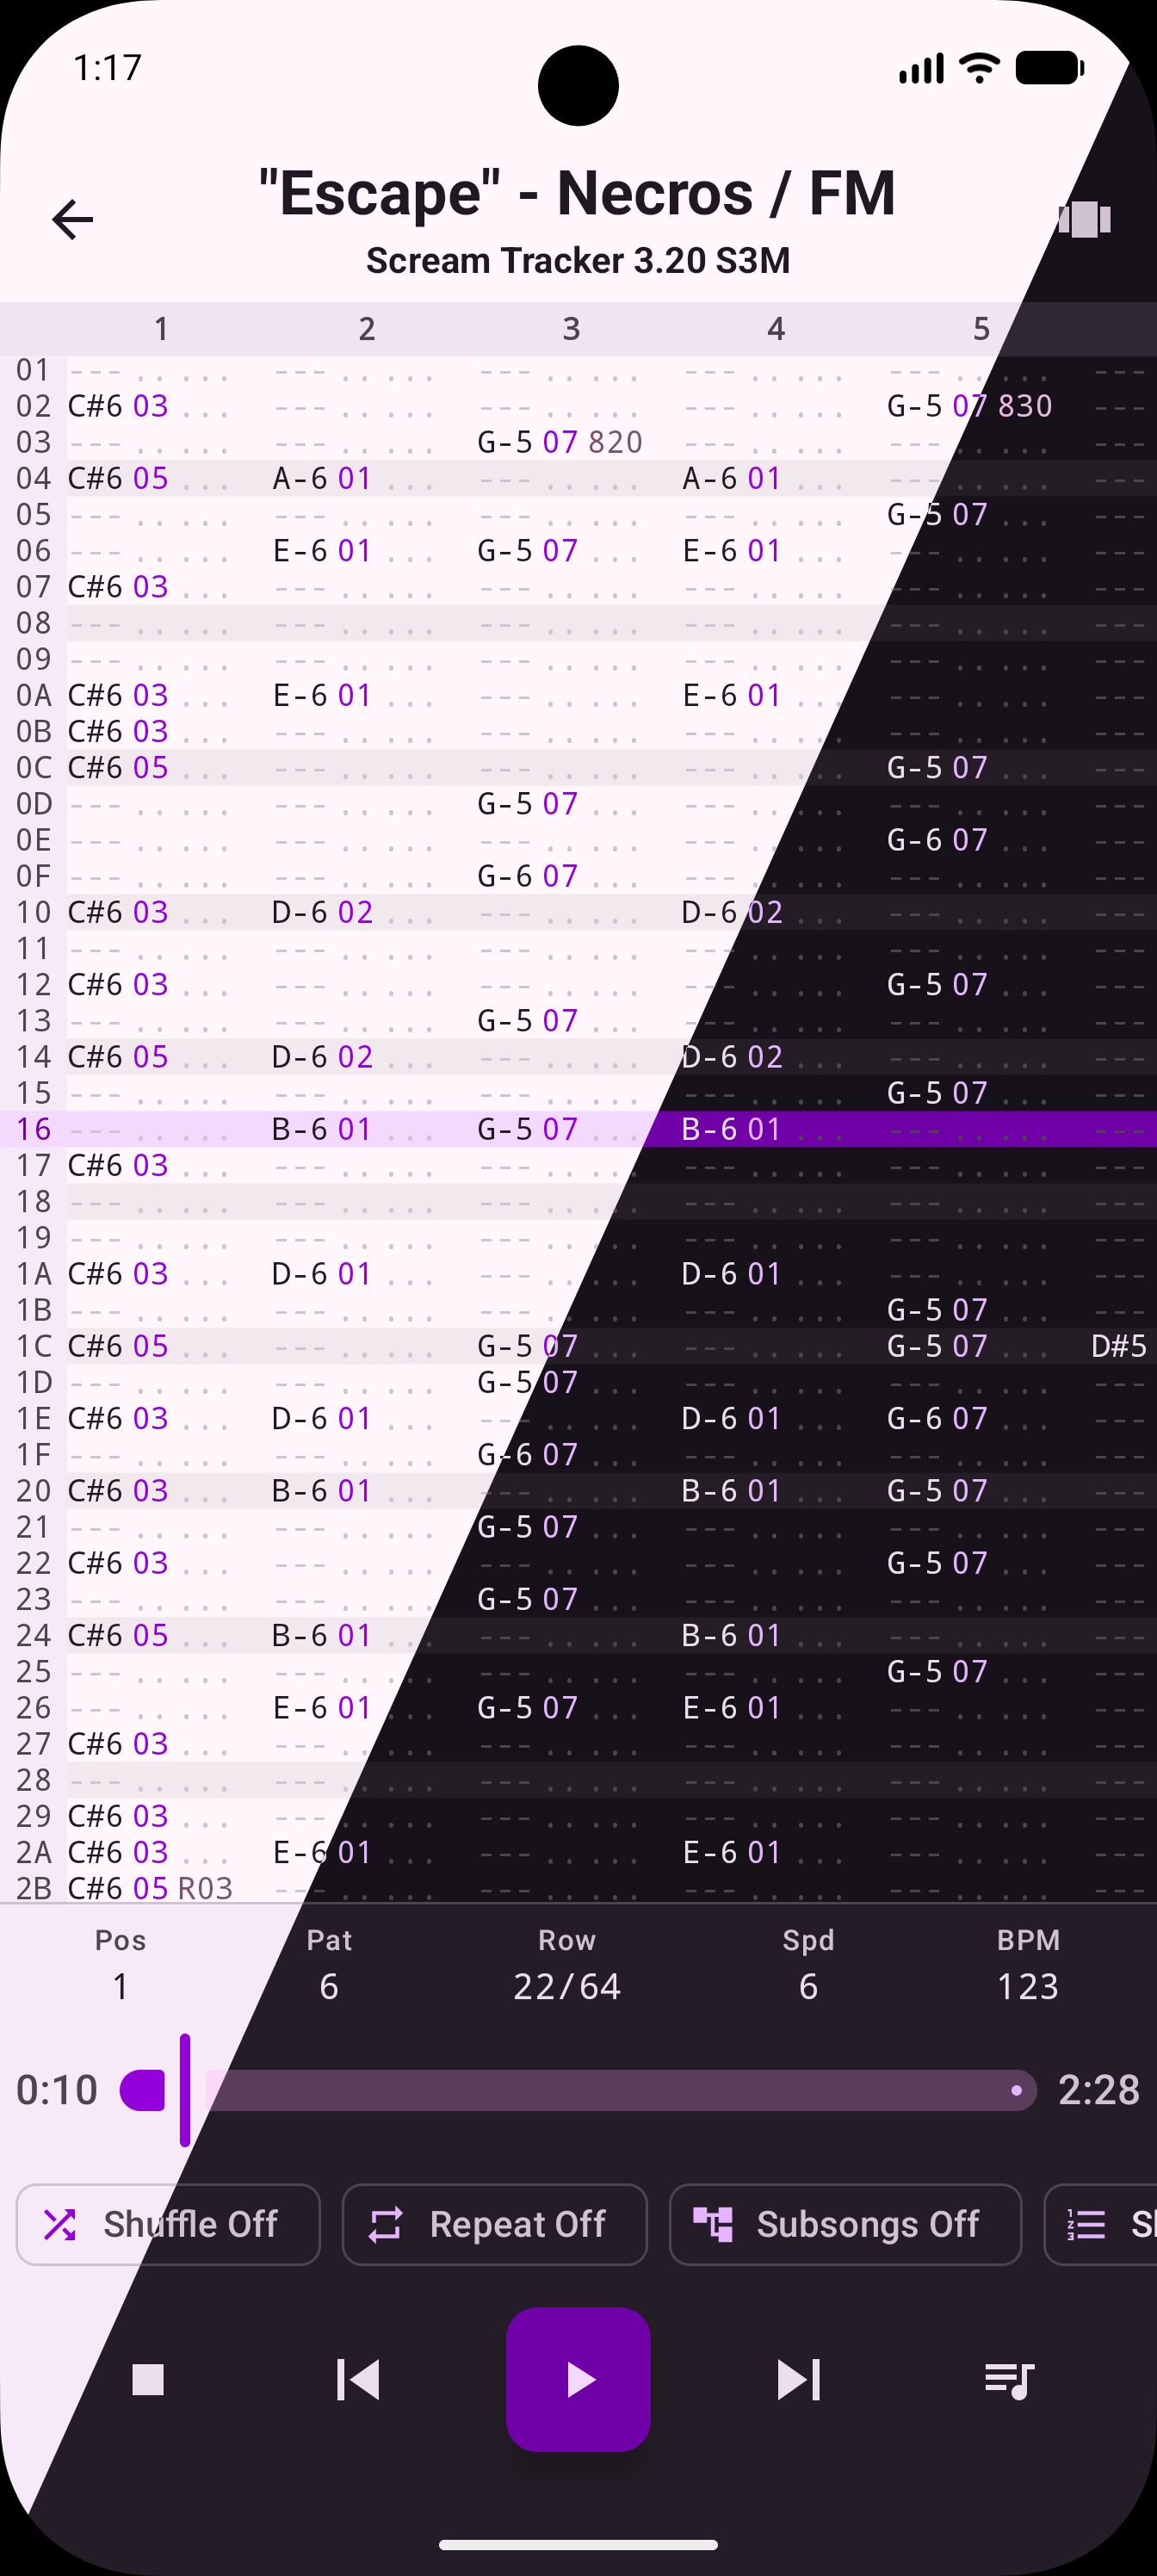 1:17
"Escape" - Necros / FM
Scream Tracker 3.20 S3M
1 2 3 4 5
01 --- .. ... --- .. ... --- .. ... --- .. ... --- .. ... ---
02 C#6 03 ... --- .. ... --- .. ... --- .. ... G-5 07 830 ---
03 --- .. ... --- .. ... G-5 07 820 --- .. ... --- .. ... ---
04 C#6 05 ... A-6 01 ... --- .. ... A-6 01 ... --- .. ... ---
05 --- .. ... --- .. ... --- .. ... --- .. ... G-5 07 ... ---
06 --- .. ... E-6 01 ... G-5 07 ... E-6 01 ... --- .. ... ---
07 C#6 03 ... --- .. ... --- .. ... --- .. ... --- .. ... ---
08 --- .. ... --- .. ... --- .. ... --- .. ... --- .. ... ---
09 --- .. ... --- .. ... --- .. ... --- .. ... --- .. ... ---
0A C#6 03 ... E-6 01 ... --- .. ... E-6 01 ... --- .. ... ---
0B C#6 03 ... --- .. ... --- .. ... --- .. ... --- .. ... ---
0C C#6 05 ... --- .. ... --- .. ... --- .. ... G-5 07 ... ---
0D --- .. ... --- .. ... G-5 07 ... --- .. ... --- .. ... ---
0E --- .. ... --- .. ... --- .. ... --- .. ... G-6 07 ... ---
0F --- .. ... --- .. ... G-6 07 ... --- .. ... --- .. ... ---
10 C#6 03 ... D-6 02 ... --- .. ... D-6 02 ... --- .. ... ---
11 --- .. ... --- .. ... --- .. ... --- .. ... --- .. ... ---
12 C#6 03 ... --- .. ... --- .. ... --- .. ... G-5 07 ... ---
13 --- .. ... --- .. ... G-5 07 ... --- .. ... --- .. ... ---
14 C#6 05 ... D-6 02 ... --- .. ... D-6 02 ... --- .. ... ---
15 --- .. ... --- .. ... --- .. ... --- .. ... G-5 07 ... ---
16 --- .. ... B-6 01 ... G-5 07 ... B-6 01 ... --- .. ... ---
17 C#6 03 ... --- .. ... --- .. ... --- .. ... --- .. ... ---
18 --- .. ... --- .. ... --- .. ... --- .. ... --- .. ... ---
19 --- .. ... --- .. ... --- .. ... --- .. ... --- .. ... ---
1A C#6 03 ... D-6 01 ... --- .. ... D-6 01 ... --- .. ... ---
1B --- .. ... --- .. ... --- .. ... --- .. ... G-5 07 ... ---
1C C#6 05 ... --- .. ... G-5 07 ... --- .. ... G-5 07 ... D#5
1D --- .. ... --- .. ... G-5 07 ... --- .. ... --- .. ... ---
1E C#6 03 ... D-6 01 ... --- .. ... D-6 01 ... G-6 07 ... ---
1F --- .. ... --- .. ... G-6 07 ... --- .. ... --- .. ... ---
20 C#6 03 ... B-6 01 ... --- .. ... B-6 01 ... G-5 07 ... ---
21 --- .. ... --- .. ... G-5 07 ... --- .. ... --- .. ... ---
22 C#6 03 ... --- .. ... --- .. ... --- .. ... G-5 07 ... ---
23 --- .. ... --- .. ... G-5 07 ... --- .. ... --- .. ... ---
24 C#6 05 ... B-6 01 ... --- .. ... B-6 01 ... --- .. ... ---
25 --- .. ... --- .. ... --- .. ... --- .. ... G-5 07 ... ---
26 --- .. ... E-6 01 ... G-5 07 ... E-6 01 ... --- .. ... ---
27 C#6 03 ... --- .. ... --- .. ... --- .. ... --- .. ... ---
28 --- .. ... --- .. ... --- .. ... --- .. ... --- .. ... ---
29 C#6 03 ... --- .. ... --- .. ... --- .. ... --- .. ... ---
2A C#6 03 ... E-6 01 ... --- .. ... E-6 01 ... --- .. ... ---
2B C#6 05 R03 --- .. ... --- .. ... --- .. ... --- .. ... ---
Pos Pat Row Spd BPM
1 6 22/64 6 123
0:10 2:28
Shuffle Off Repeat Off Subsongs Off